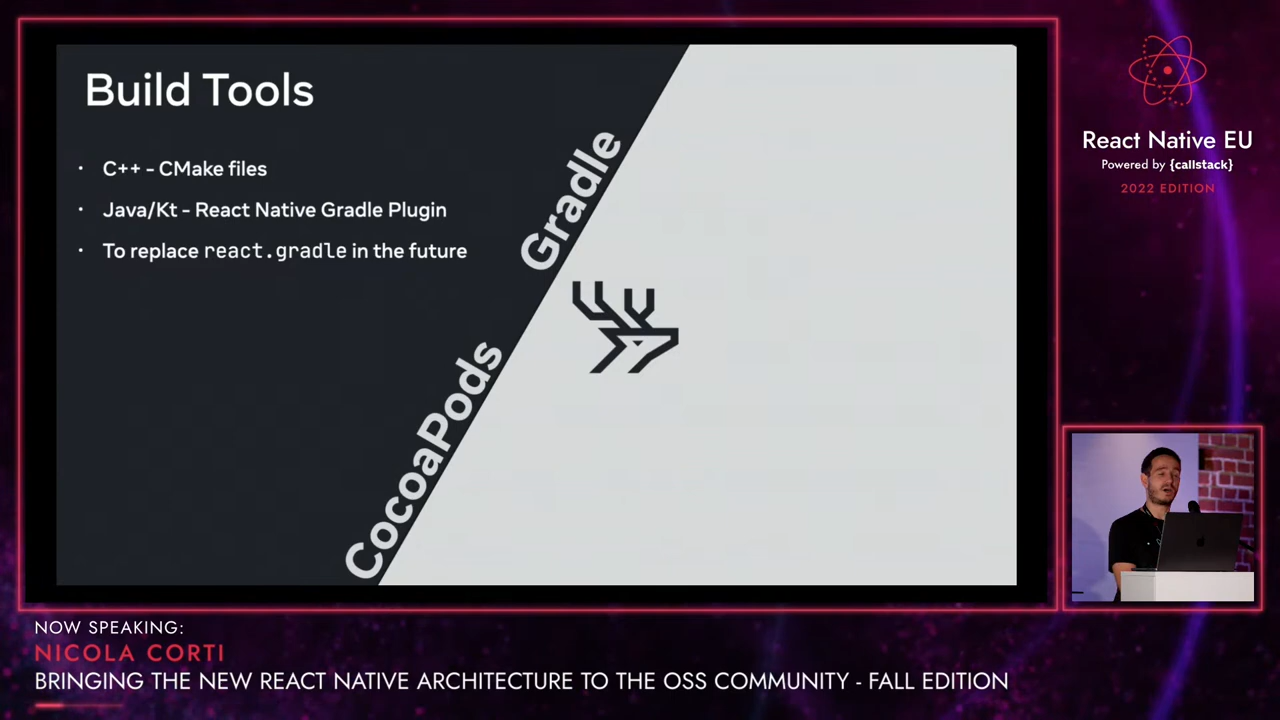 Build Tools
· C++ - CMake files
· Java/Kt - React Native Gradle Plugin
· To replace react.gradle in the future
Gradle
CocoaPods
React Native EU
Powered by {callstack}
2022 EDITION
NOW SPEAKING:
NICOLA CORTI
BRINGING THE NEW REACT NATIVE ARCHITECTURE TO THE OSS COMMUNITY - FALL EDITION